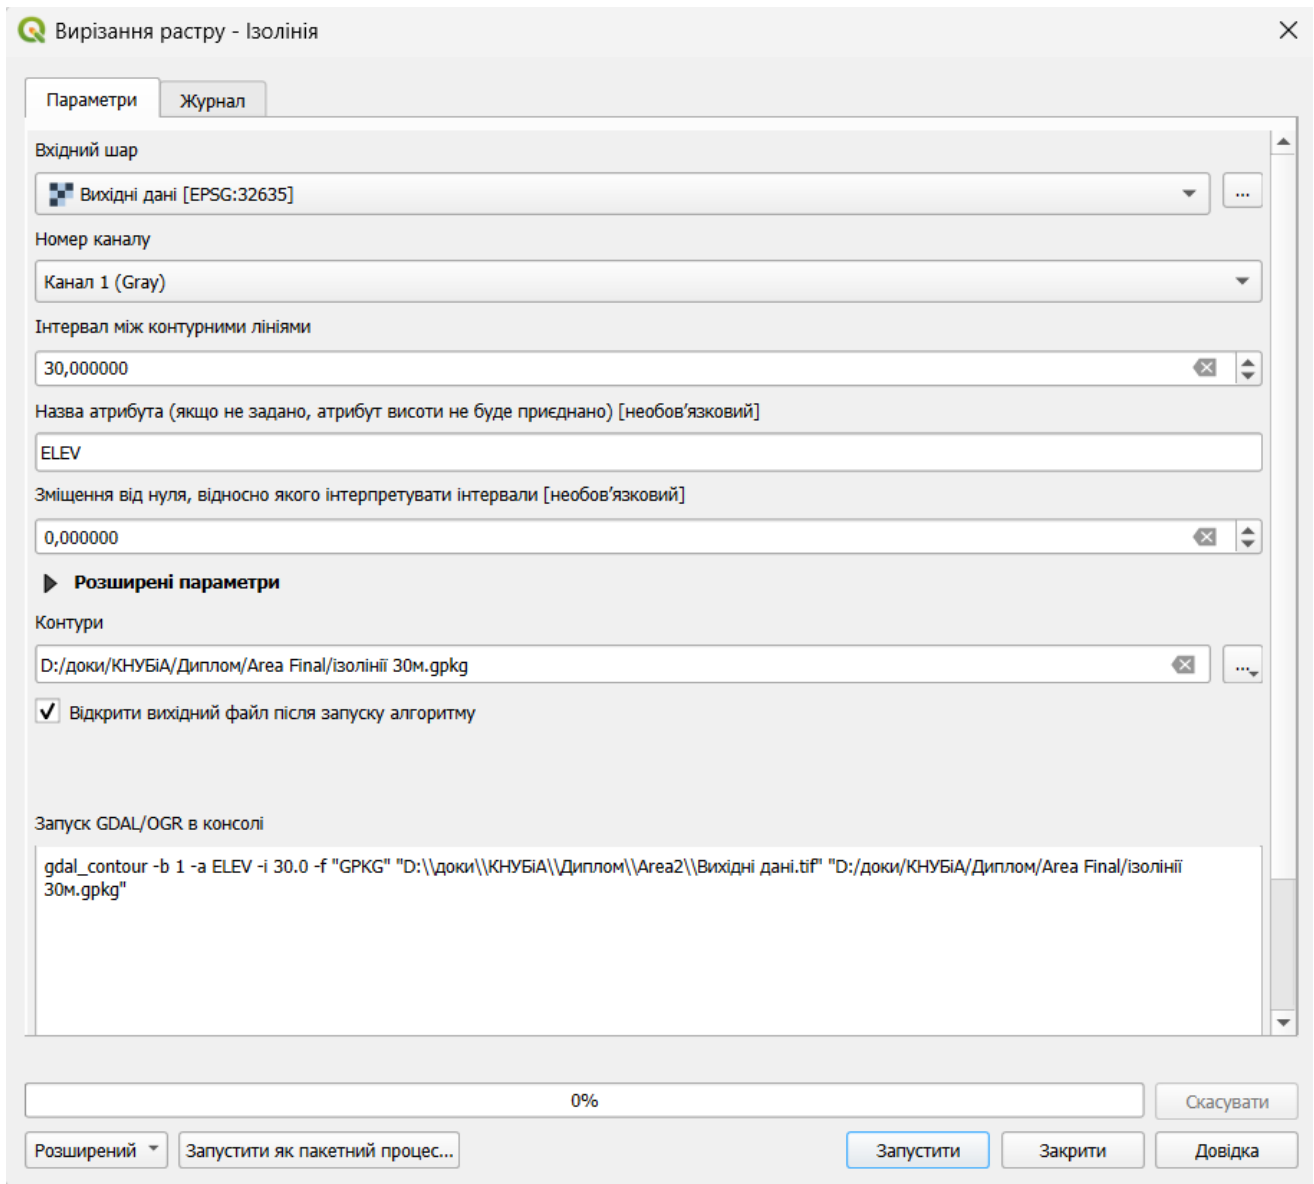 Вирізання растру - Ізолінія
Параметри
Журнал
Вхідний шар
Вихідні дані [EPSG:32635]
...
Номер каналу
Канал 1 (Gray)
Інтервал між контурними лініями
30,000000
Назва атрибута (якщо не задано, атрибут висоти не буде приєднано) [необов’язковий]
ELEV
Зміщення від нуля, відносно якого інтерпретувати інтервали [необов’язковий]
0,000000
Розширені параметри
Контури
D:/доки/КНУБіА/Диплом/Area Final/ізолінії 30м.gpkg
...
Відкрити вихідний файл після запуску алгоритму
Запуск GDAL/OGR в консолі
gdal_contour -b 1 -a ELEV -i 30.0 -f "GPKG" "D:\\доки\\КНУБіА\\Диплом\\Area2\\Вихідні дані.tif" "D:/доки/КНУБіА/Диплом/Area Final/ізолінії
30м.gpkg"
0%
Скасувати
Розширений
Запустити як пакетний процес...
Запустити
Закрити
Довідка